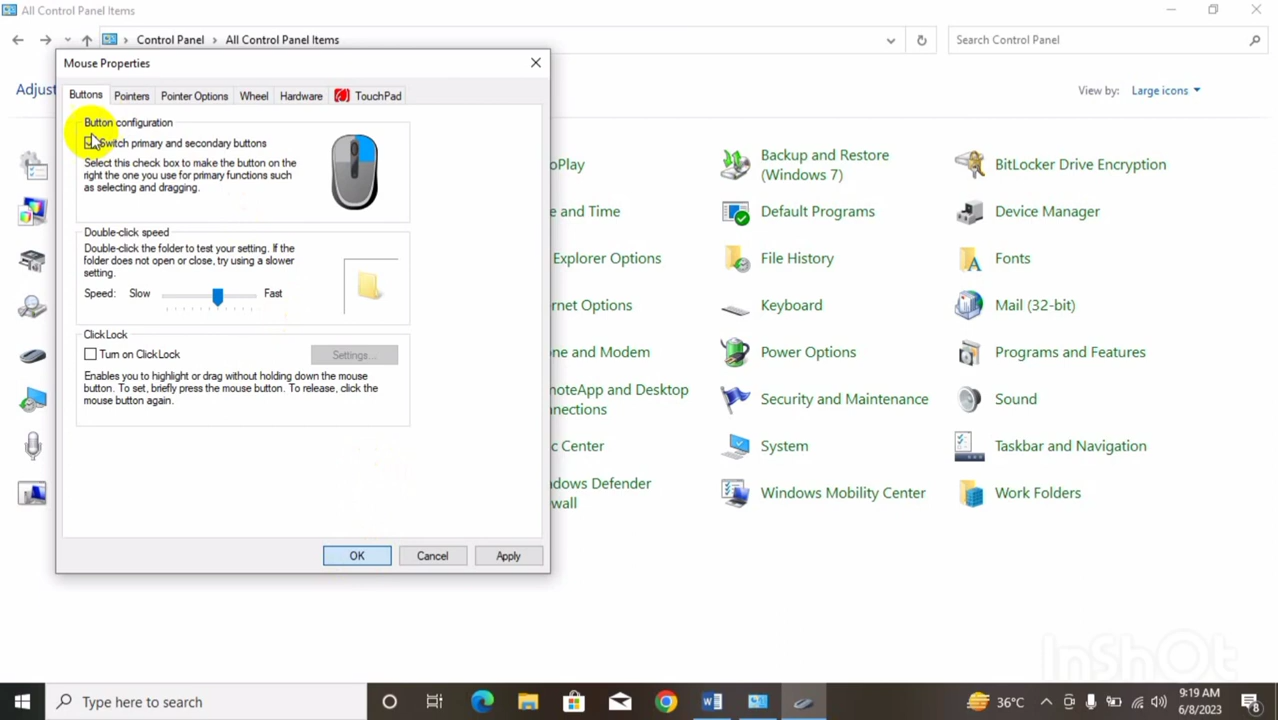 All Control Panel Items
Control Panel
All Control Panel Items
Search Control Panel
Mouse Properties
Adjust
View by: Large icons
Buttons Pointers Pointer Options Wheel Hardware TouchPad
Button configuration
Switch primary and secondary buttons
Select this check box to make the button on the
right the one you use for primary functions such
as selecting and dragging.
Double-click speed
Double-click the folder to test your setting. If the
folder does not open or close, try using a slower
setting.
Speed: Slow Fast
ClickLock
Turn on ClickLock Settings...
Enables you to highlight or drag without holding down the mouse
button. To set, briefly press the mouse button. To release, click the
mouse button again.
OK Cancel Apply
oPlay
e and Time
Explorer Options
rnet Options
ne and Modem
noteApp and Desktop
nections
c Center
dows Defender
wall
Backup and Restore
(Windows 7)
Default Programs
File History
Keyboard
Power Options
Security and Maintenance
System
Windows Mobility Center
BitLocker Drive Encryption
Device Manager
Fonts
Mail (32-bit)
Programs and Features
Sound
Taskbar and Navigation
Work Folders
InShOt
Type here to search
36°C
9:19 AM
6/8/2023
8